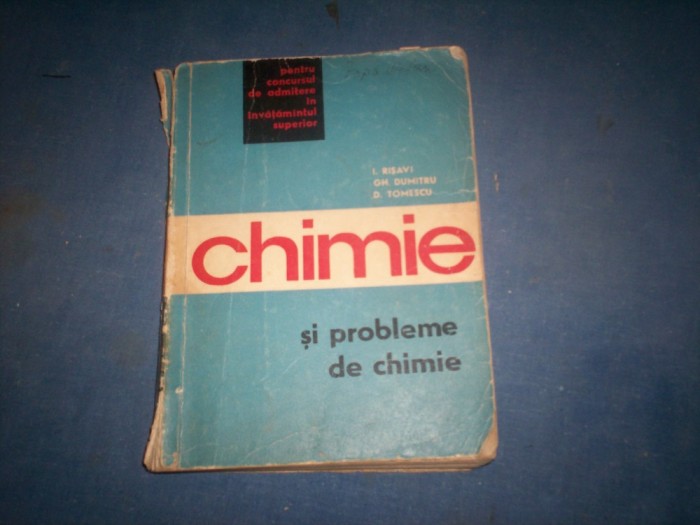 pentru
concursul
de admitere
în
învățămîntul
superior
I. RIȘAVI
GH. DUMITRU
D. TONESCU
chimie
și probleme
de chimie